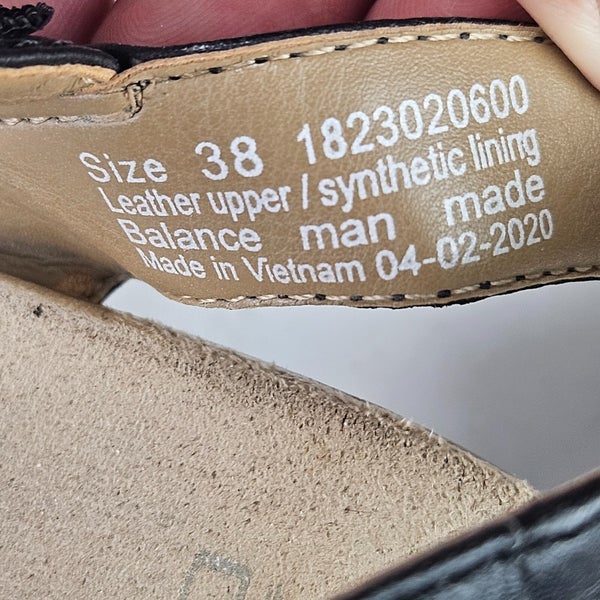 Size 38 1823020600
Leather upper / synthetic lining
Balance man made
Made in Vietnam 04-02-2020